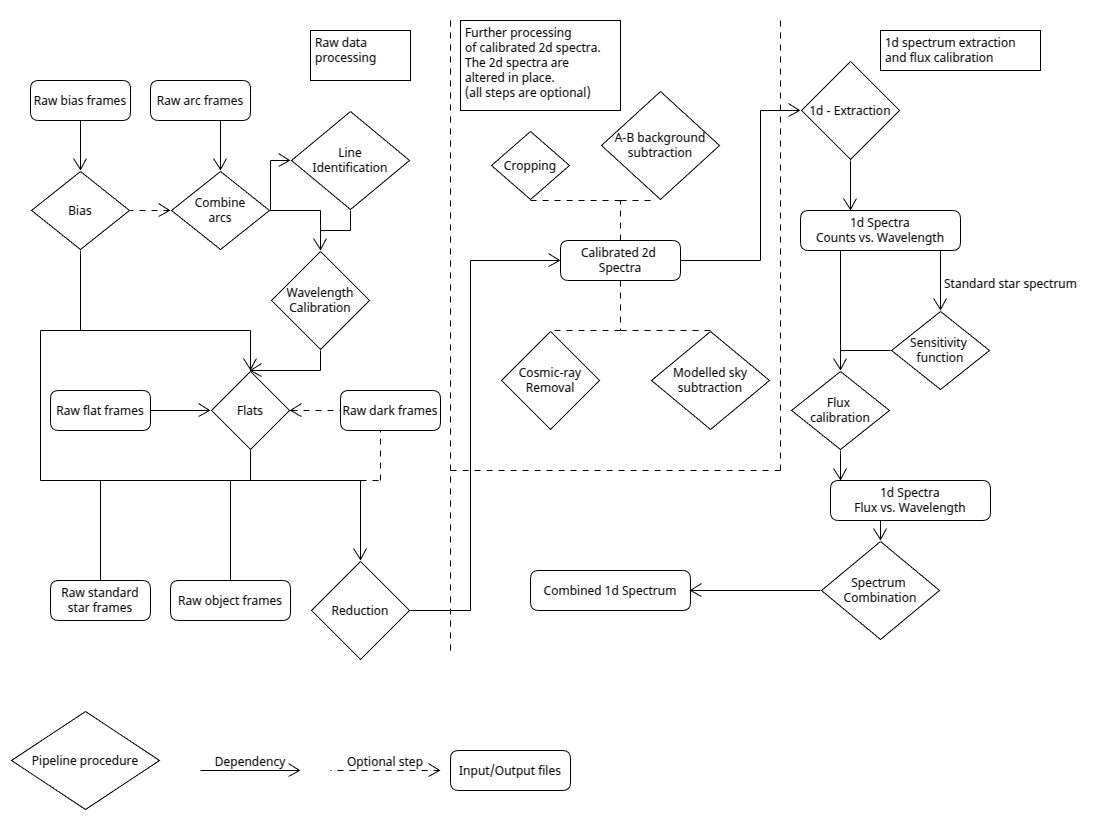 Raw data
processing
Further processing
of calibrated 2d spectra.
The 2d spectra are
altered in place.
(all steps are optional)
1d spectrum extraction
and flux calibration
Raw bias frames
Raw arc frames
Line
Identification
Bias
Combine
arcs
Wavelength
Calibration
Raw flat frames
Flats
Raw dark frames
Raw standard
star frames
Raw object frames
Reduction
Cropping
A-B background
subtraction
Calibrated 2d
Spectra
Cosmic-ray
Removal
Modelled sky
subtraction
1d - Extraction
1d Spectra
Counts vs. Wavelength
Standard star spectrum
Sensitivity
function
Flux
calibration
1d Spectra
Flux vs. Wavelength
Spectrum
Combination
Combined 1d Spectrum
Pipeline procedure
Dependency
Optional step
Input/Output files